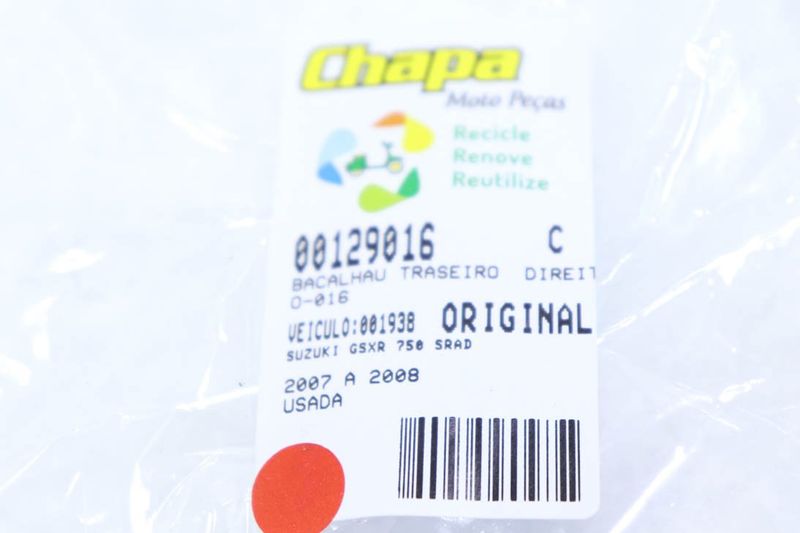 Chapa
Moto Peças
Recicle
Renove
Reutilize
00129016 C
BACALHAU TRASEIRO DIREIT
O-016
VEICULO:001938 ORIGINAL
SUZUKI GSXR 750 SRAD
2007 A 2008
USADA